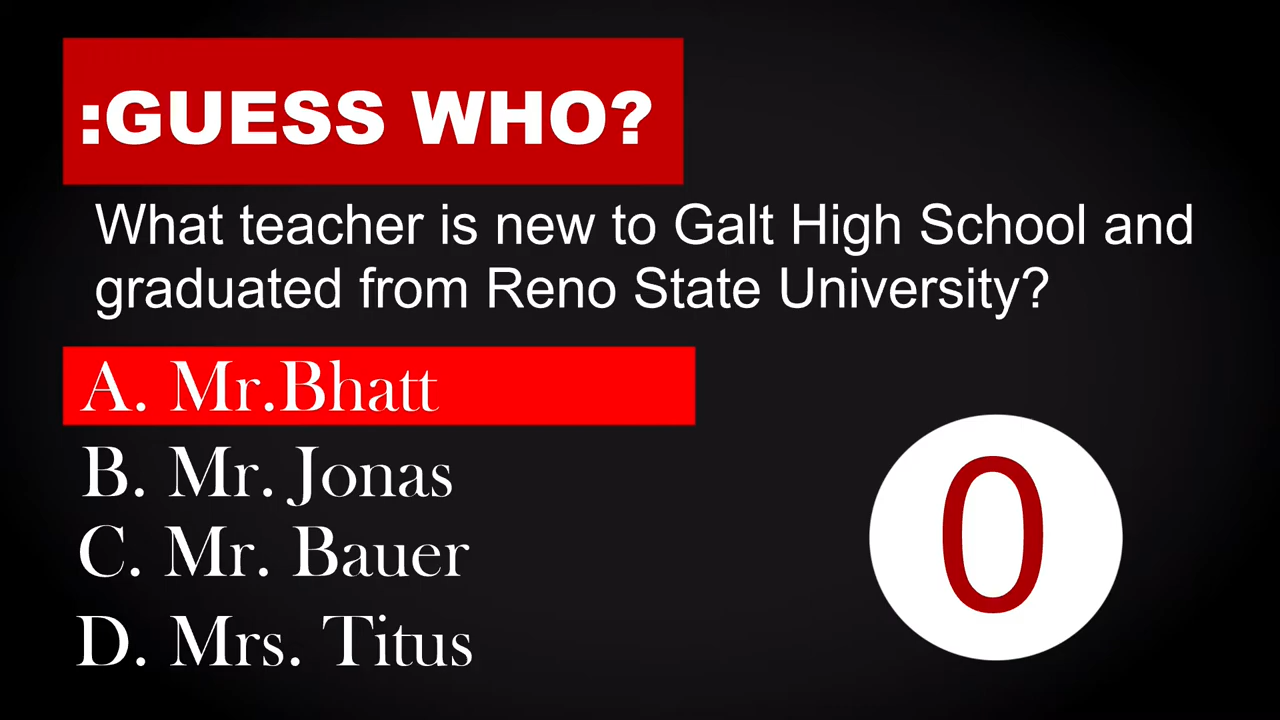 :GUESS WHO?
What teacher is new to Galt High School and
graduated from Reno State University?
A. Mr.Bhatt
B. Mr. Jonas
C. Mr. Bauer
D. Mrs. Titus
0